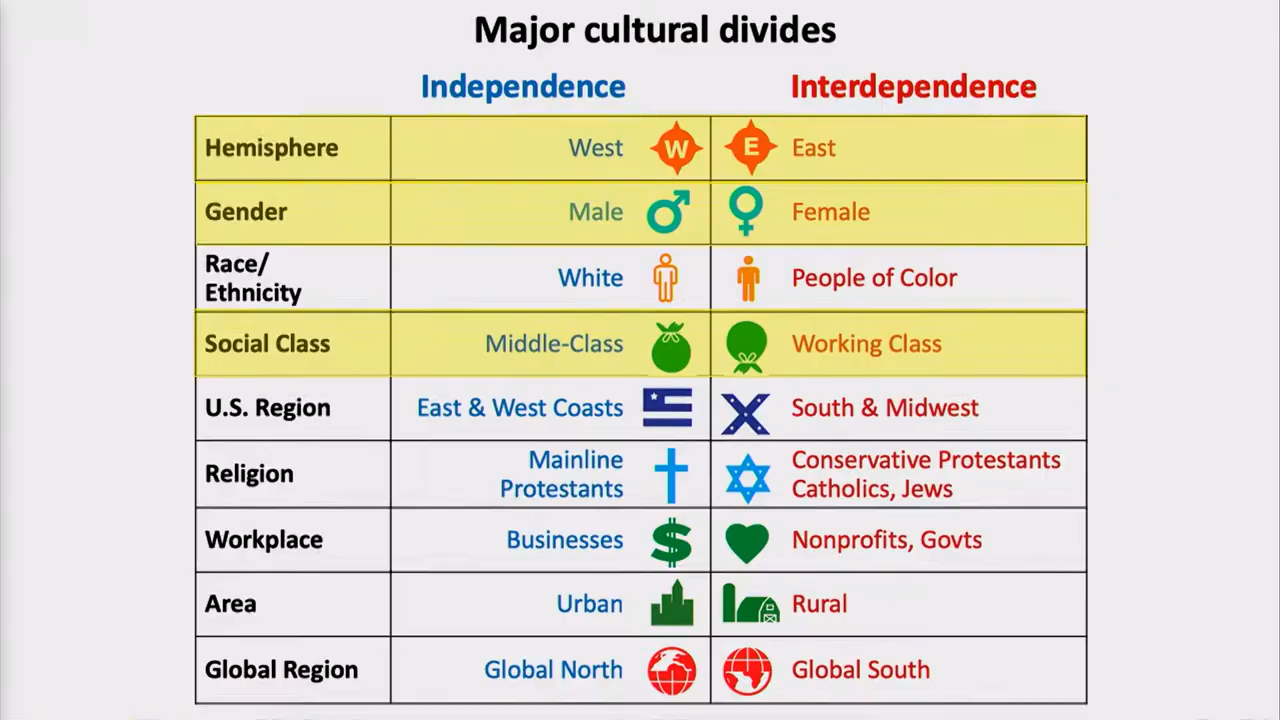 Major cultural divides
Independence Interdependence
Hemisphere West W E East
Gender Male Female
Race/
Ethnicity White People of Color
Social Class Middle-Class Working Class
U.S. Region East & West Coasts South & Midwest
Religion Mainline Conservative Protestants
Protestants Catholics, Jews
Workplace Businesses $ Nonprofits, Govts
Area Urban Rural
Global Region Global North Global South